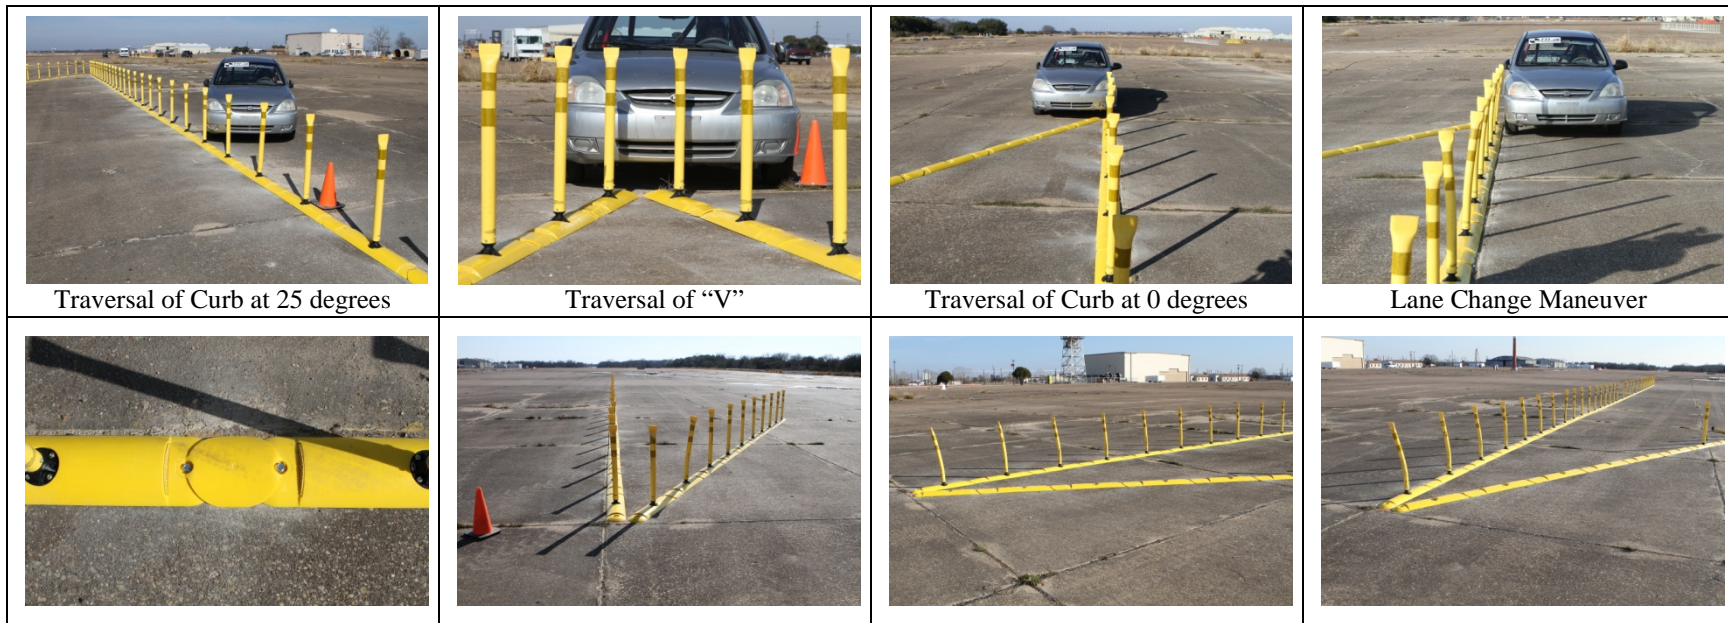 Traversal of Curb at 25 degrees
Traversal of “V”
Traversal of Curb at 0 degrees
Lane Change Maneuver